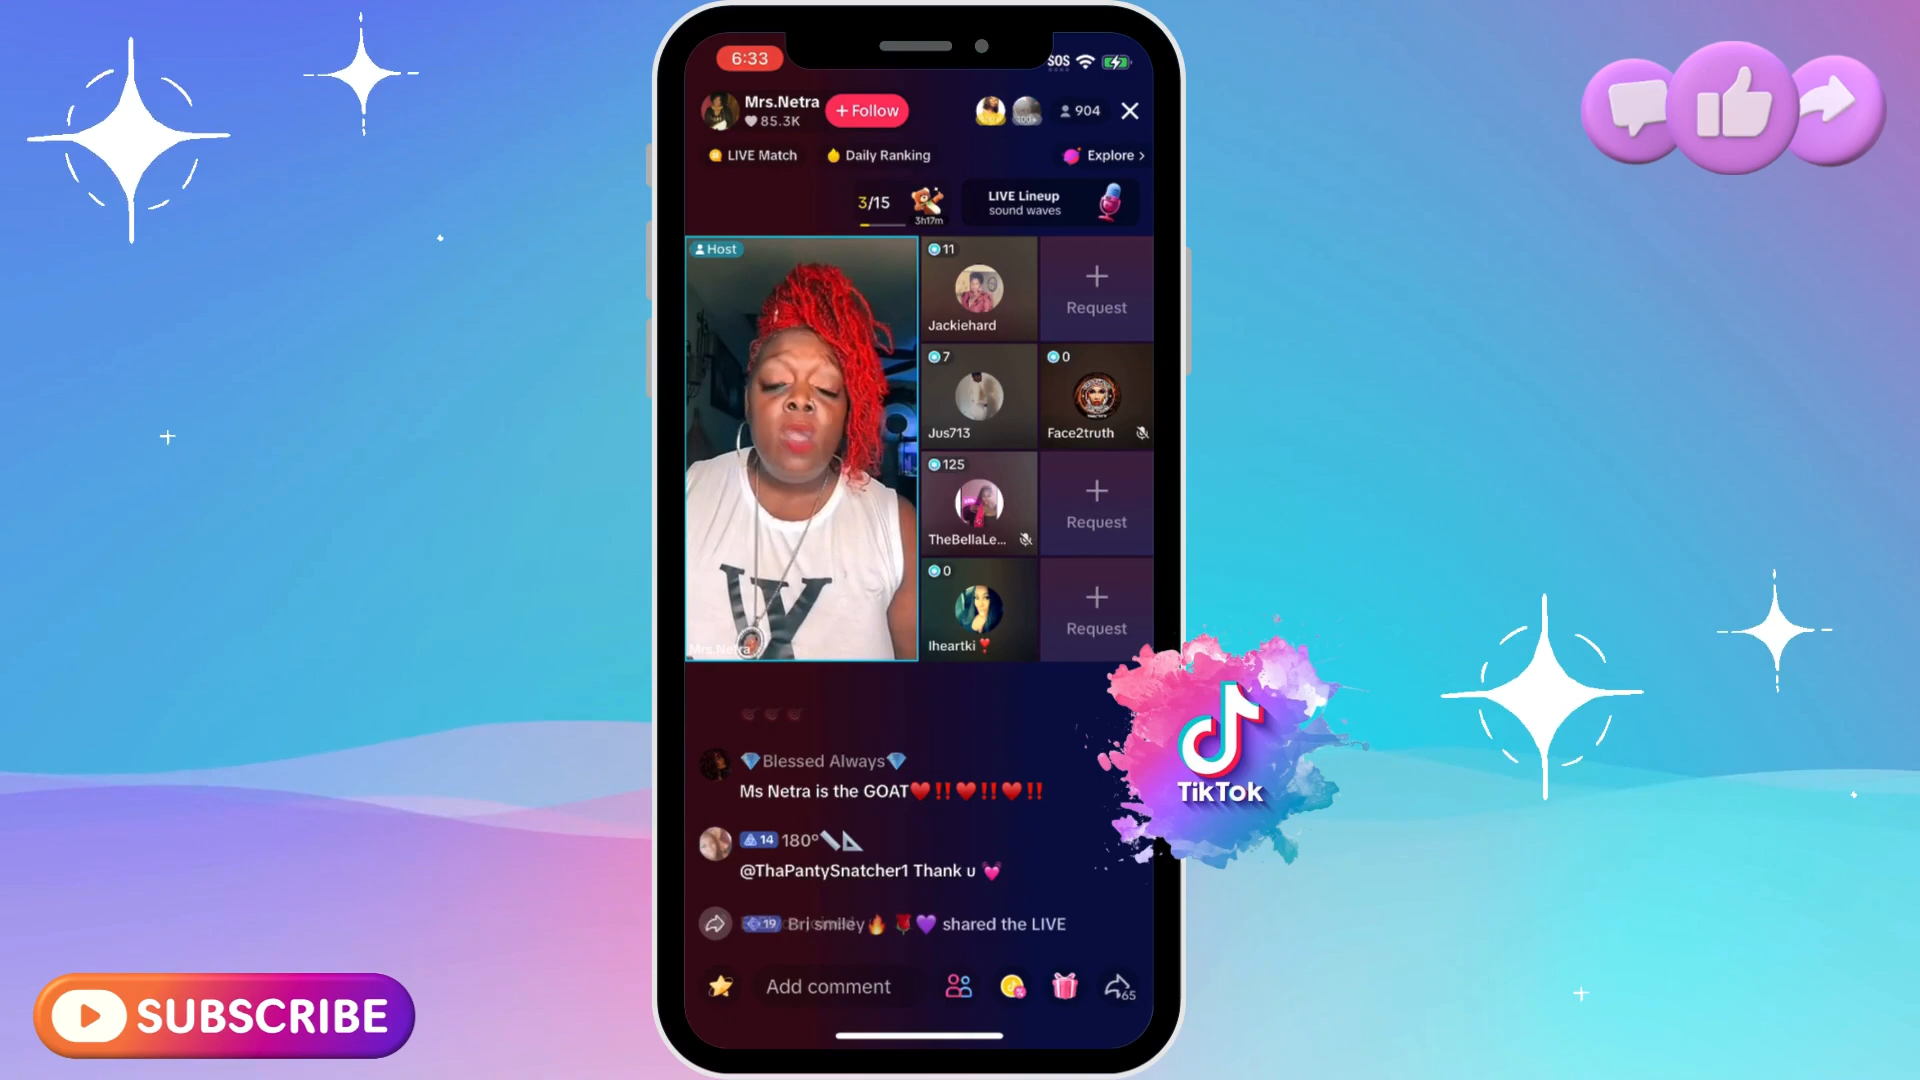 6:33
SOS
Mrs.Netra
85.3K
+ Follow
904
LIVE Match
Daily Ranking
Explore >
3/15
3h17m
LIVE Lineup
sound waves
Host
11
Jackiehard
+
Request
7
Jus713
0
Face2truth
125
TheBellaLe...
+
Request
0
Iheartki❣️
+
Request
Mrs.Netra
💎Blessed Always💎
Ms Netra is the GOAT❤️‼️❤️‼️❤️‼️
14 180°📏📐
@ThaPantySnatcher1 Thank u 💓
19 Bri smiley🔥🌹💜 shared the LIVE
Add comment
65
TikTok
SUBSCRIBE